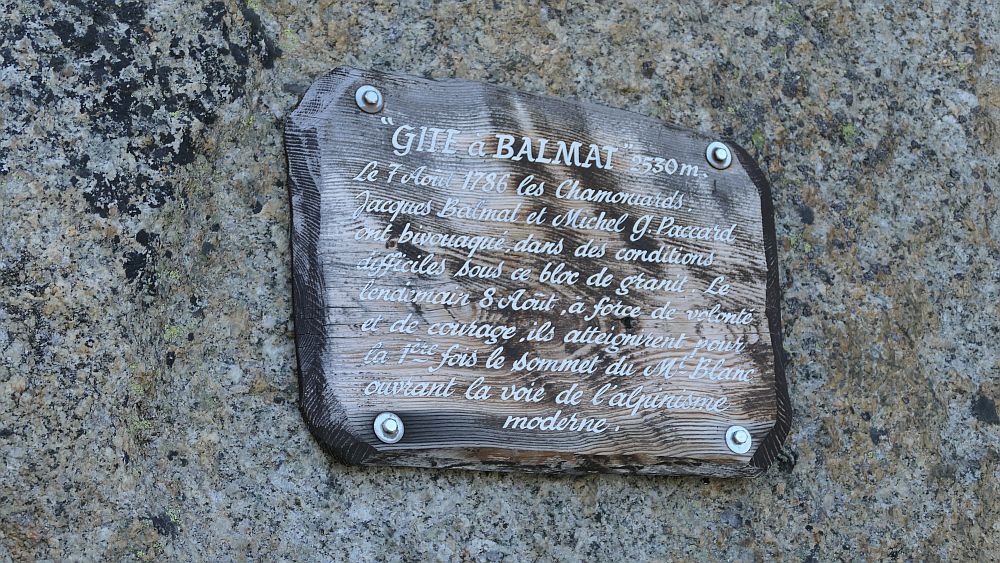 "GITE à BALMAT" 2530m.
Le 7 Août 1786 les Chamoniards.
Jacques Balmat et Michel G. Paccard
ont bivouaqué dans des conditions
difficiles sous ce bloc de granit. Le
lendemain 8 Août, à force de volonté
et de courage, ils atteignirent pour
la 1ère fois le sommet du Mt Blanc
ouvrant la voie de l'alpinisme
moderne.